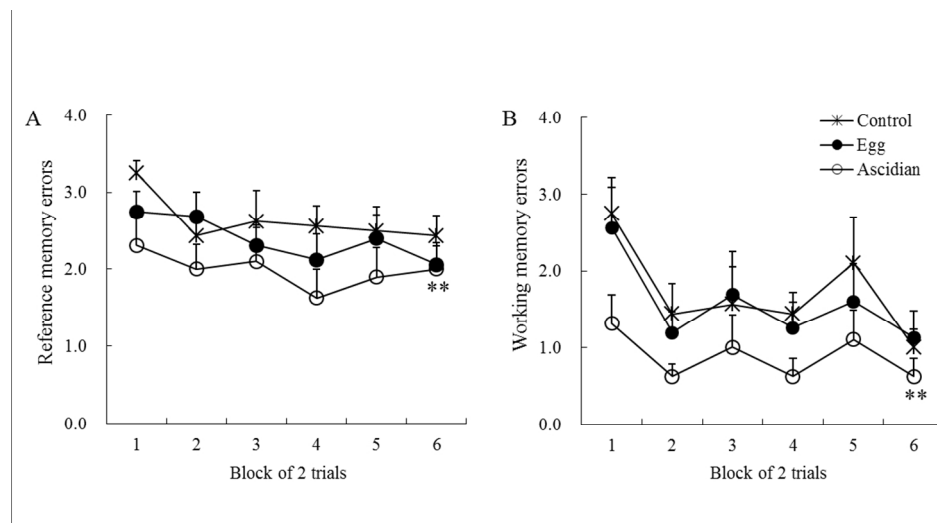 A
Reference memory errors
4.0
3.0
2.0
1.0
0.0
**
1 2 3 4 5 6
Block of 2 trials
B
Working memory errors
4.0
3.0
2.0
1.0
0.0
Control
Egg
Ascidian
**
1 2 3 4 5 6
Block of 2 trials